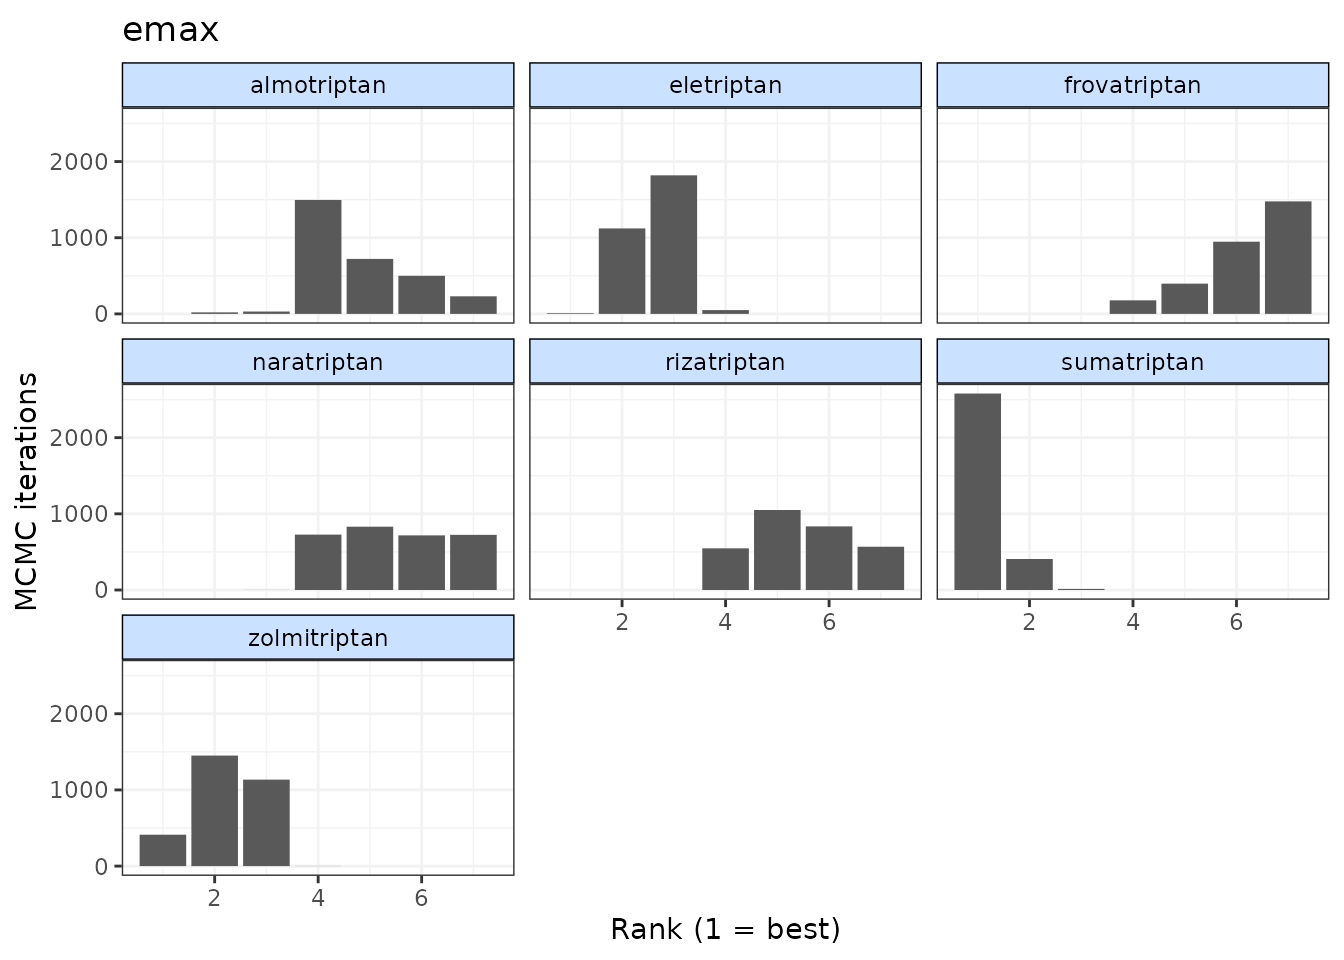 emax
almotriptan
eletriptan
frovatriptan
2000
1000
0
naratriptan
rizatriptan
sumatriptan
MCMC iterations
2000
1000
0
2 4 6
2 4 6
zolmitriptan
2000
1000
0
2 4 6
Rank (1 = best)